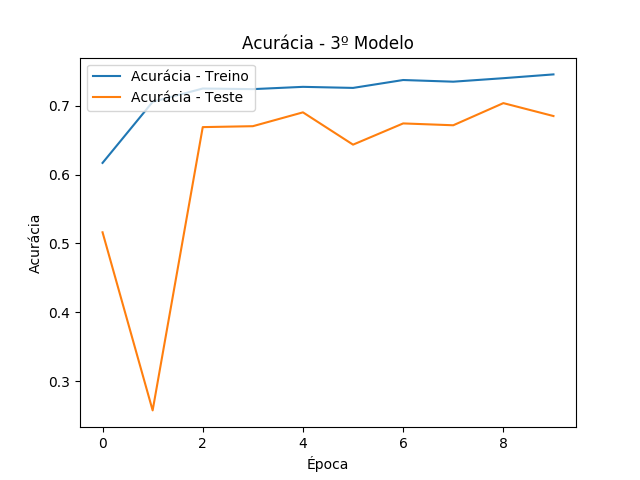 Acurácia - 3º Modelo
Acurácia - Treino
Acurácia - Teste
0.7
0.6
0.5
0.4
0.3
Acurácia
0 2 4 6 8
Época